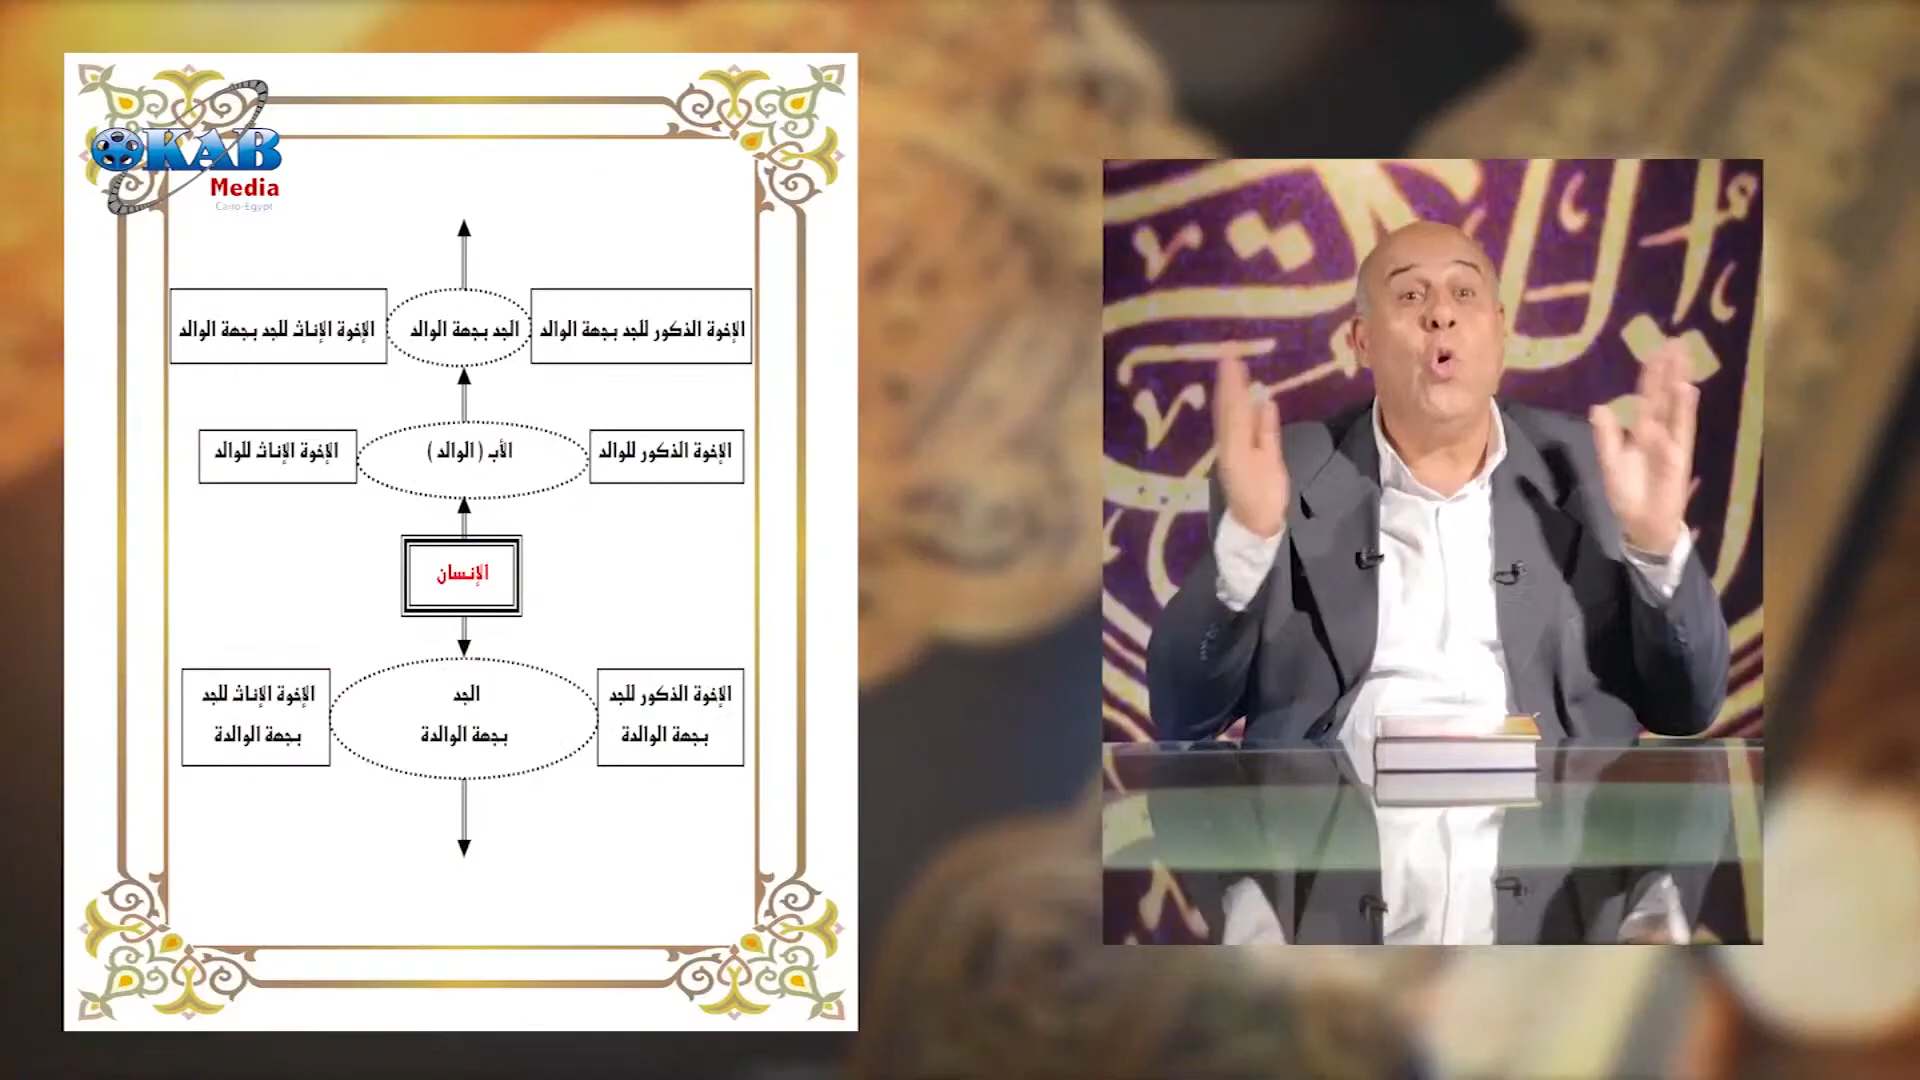 OKAB
Media
Cairo-Egypt
الإخوة الذكور للجد بجهة الوالد
الجد بجهة الوالد
الإخوة الإناث للجد بجهة الوالد
الإخوة الذكور للوالد
الأب ( الوالد )
الإخوة الإناث للوالد
الإنسان
الإخوة الذكور للجد
بجهة الوالدة
الجد
بجهة الوالدة
الإخوة الإناث للجد
بجهة الوالدة